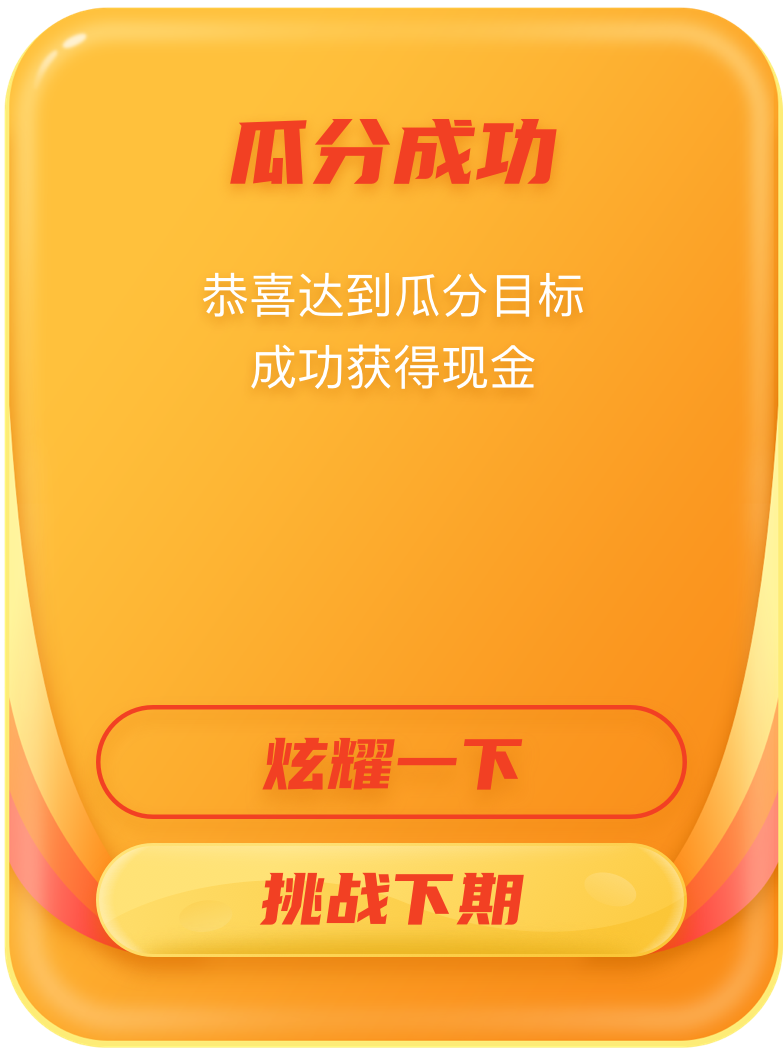 瓜分成功
恭喜达到瓜分目标
成功获得现金
炫耀一下
挑战下期